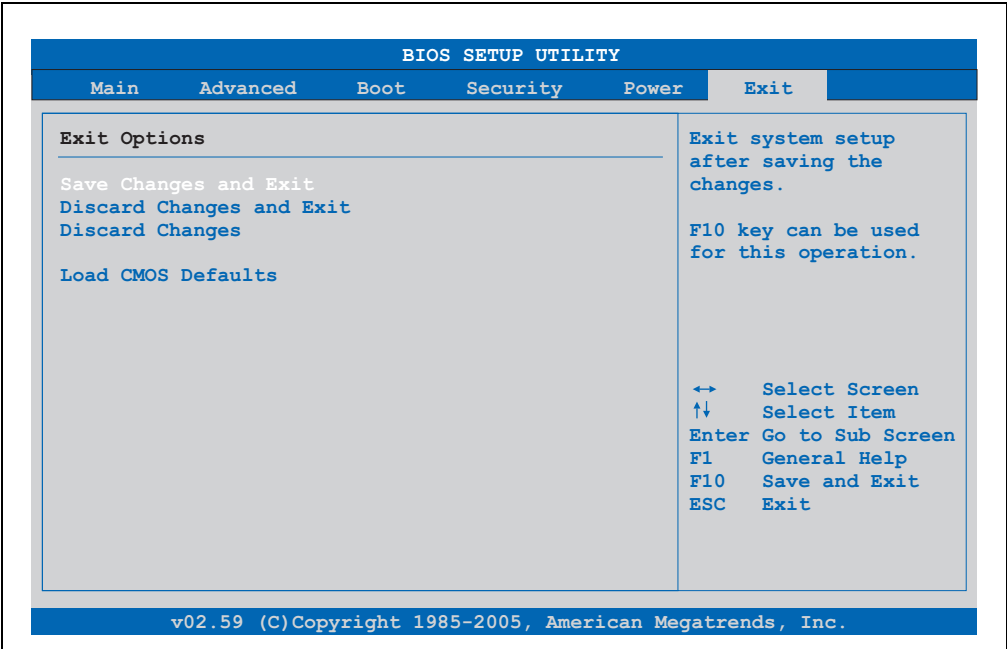 BIOS SETUP UTILITY
Main Advanced Boot Security Power Exit
Exit Options
Save Changes and Exit
Discard Changes and Exit
Discard Changes
Load CMOS Defaults
Exit system setup
after saving the
changes.
F10 key can be used
for this operation.
↔ Select Screen
↑↓ Select Item
Enter Go to Sub Screen
F1 General Help
F10 Save and Exit
ESC Exit
v02.59 (C)Copyright 1985-2005, American Megatrends, Inc.